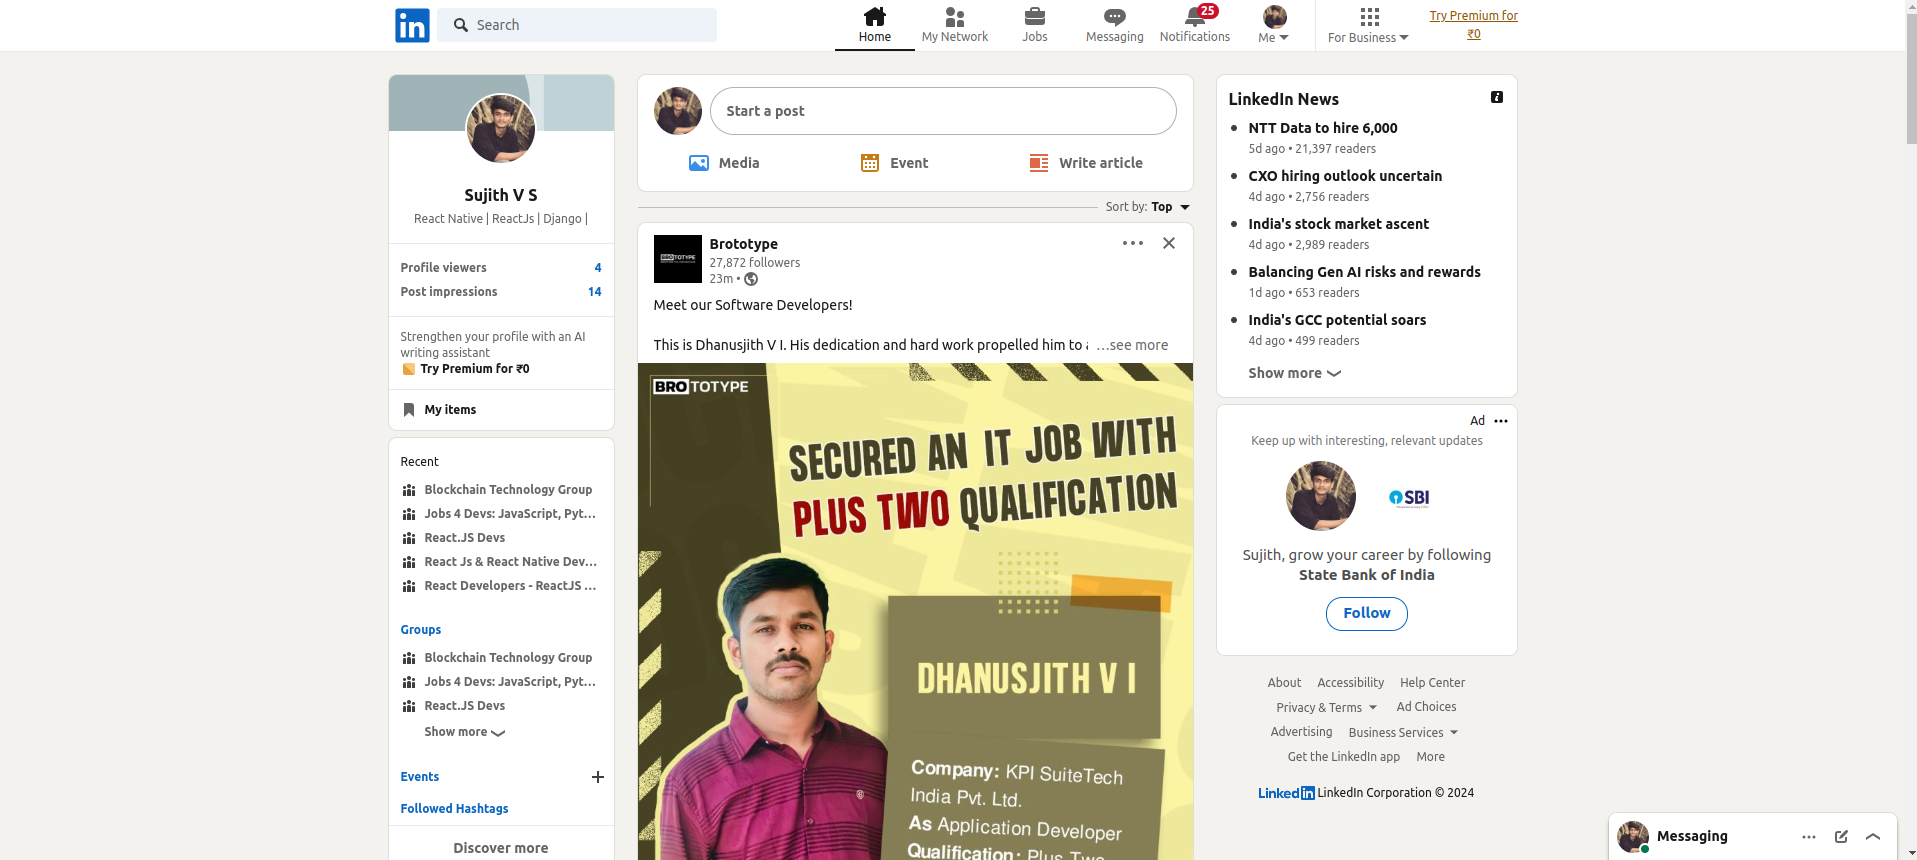 in
Search
Home
My Network
Jobs
Messaging
25
Notifications
Me
For Business
Try Premium for
₹0
Sujith V S
React Native | ReactJs | Django |
Profile viewers 4
Post impressions 14
Strengthen your profile with an AI
writing assistant
Try Premium for ₹0
My items
Recent
Blockchain Technology Group
Jobs 4 Devs: JavaScript, Pyt...
React.JS Devs
React Js & React Native Dev...
React Developers - ReactJS ...
Groups
Blockchain Technology Group
Jobs 4 Devs: JavaScript, Pyt...
React.JS Devs
Show more
Events
Followed Hashtags
Discover more
Start a post
Media
Event
Write article
Sort by: Top
BROTOTYPE
Brototype
27,872 followers
23m •
Meet our Software Developers!
This is Dhanusjith V I. His dedication and hard work propelled him to a …see more
BROTOTYPE
SECURED AN IT JOB WITH
PLUS TWO QUALIFICATION
DHANUSJITH V I
Company: KPI SuiteTech
India Pvt. Ltd.
As Application Developer
Qualification: Plus Two
LinkedIn News
NTT Data to hire 6,000
5d ago • 21,397 readers
CXO hiring outlook uncertain
4d ago • 2,756 readers
India's stock market ascent
4d ago • 2,989 readers
Balancing Gen AI risks and rewards
1d ago • 653 readers
India's GCC potential soars
4d ago • 499 readers
Show more
Ad
Keep up with interesting, relevant updates
SBI
Sujith, grow your career by following
State Bank of India
Follow
About Accessibility Help Center
Privacy & Terms Ad Choices
Advertising Business Services
Get the LinkedIn app More
LinkedIn LinkedIn Corporation © 2024
Messaging